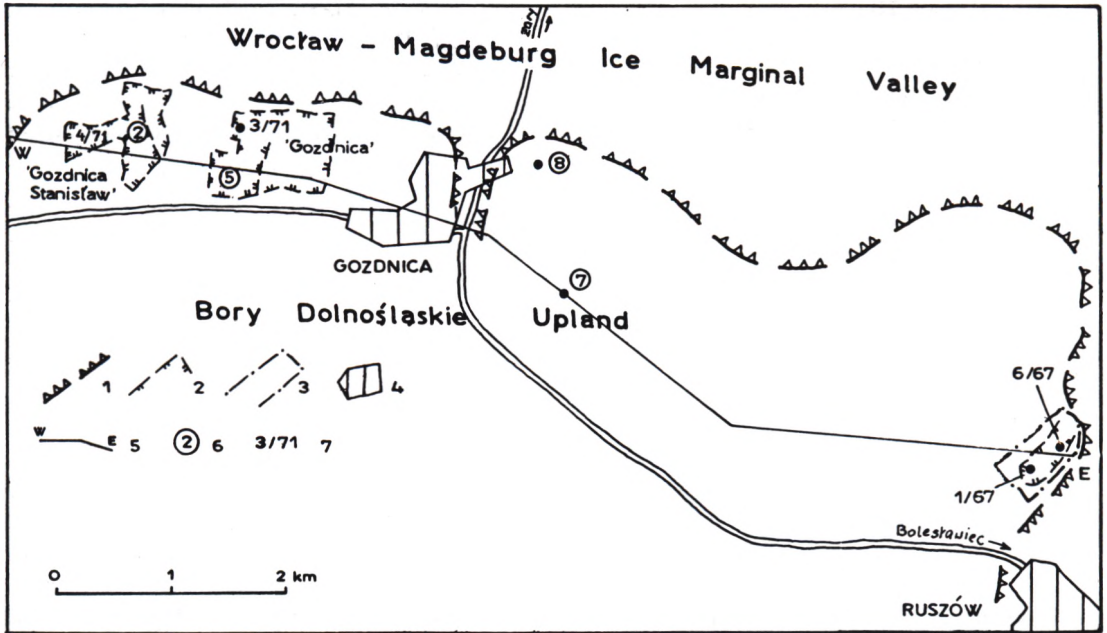 Żary
Wrocław – Magdeburg Ice Marginal Valley
W
4/71
2
3/71
'Gozdnica'
'Gozdnica
Stanisław'
5
8
GOZDNICA
7
Bory Dolnośląskie Upland
1
2
3
4
W E 5
2 6
3/71 7
6/67
1/67
E
Bolesławiec
0 1 2 km
RUSZÓW